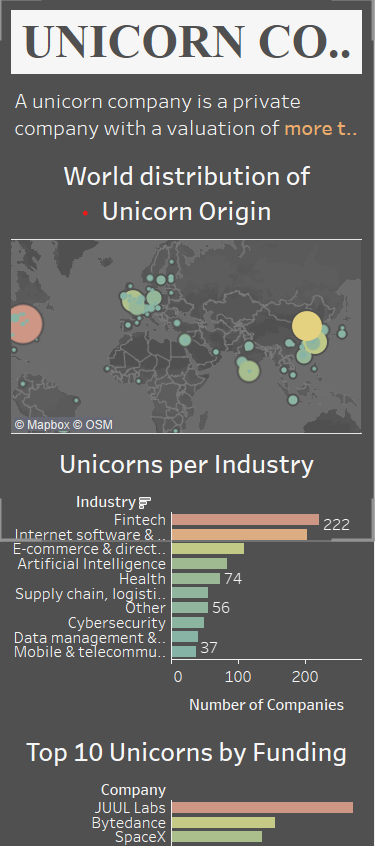 UNICORN CO..
A unicorn company is a private
company with a valuation of more t..
World distribution of
Unicorn Origin
© Mapbox © OSM
Unicorns per Industry
Industry
Fintech 222
Internet software & ..
E-commerce & direct..
Artificial Intelligence
Health 74
Supply chain, logisti..
Other 56
Cybersecurity
Data management &..
Mobile & telecommu.. 37
0 100 200
Number of Companies
Top 10 Unicorns by Funding
Company
JUUL Labs
Bytedance
SpaceX